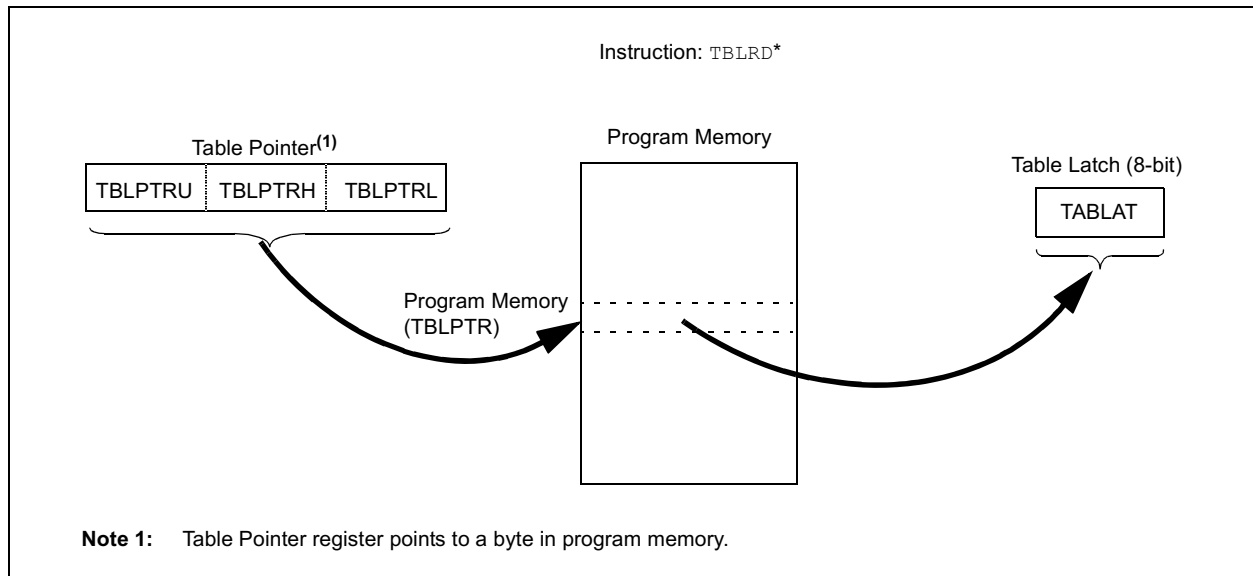 Instruction: TBLRD*
Table Pointer(1)
TBLPTRU TBLPTRH TBLPTRL
Program Memory
Table Latch (8-bit)
TABLAT
Program Memory
(TBLPTR)
Note 1: Table Pointer register points to a byte in program memory.